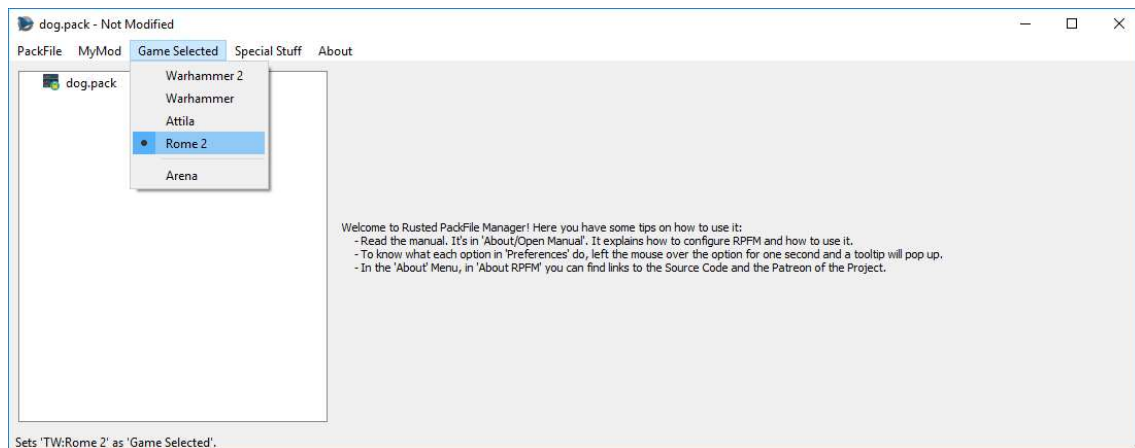 dog.pack - Not Modified
PackFile MyMod Game Selected Special Stuff About
dog.pack
Warhammer 2
Warhammer
Attila
Rome 2
Arena
Welcome to Rusted PackFile Manager! Here you have some tips on how to use it:
- Read the manual. It's in 'About/Open Manual'. It explains how to configure RPFM and how to use it.
- To know what each option in 'Preferences' do, left the mouse over the option for one second and a tooltip will pop up.
- In the 'About' Menu, in 'About RPFM' you can find links to the Source Code and the Patreon of the Project.
Sets 'TW:Rome 2' as 'Game Selected'.